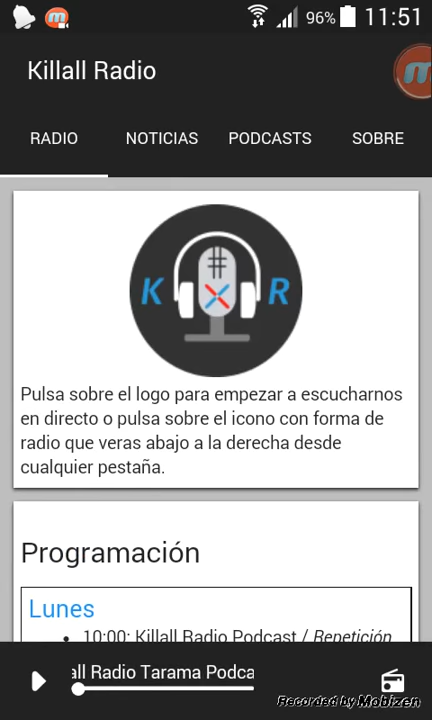 96% 11:51
Killall Radio
RADIO NOTICIAS PODCASTS SOBRE
K R
Pulsa sobre el logo para empezar a escucharnos
en directo o pulsa sobre el icono con forma de
radio que veras abajo a la derecha desde
cualquier pestaña.
Programación
Lunes
• 10:00: Killall Radio Podcast / Repetición
all Radio Tarama Podca
Recorded by Mobizen